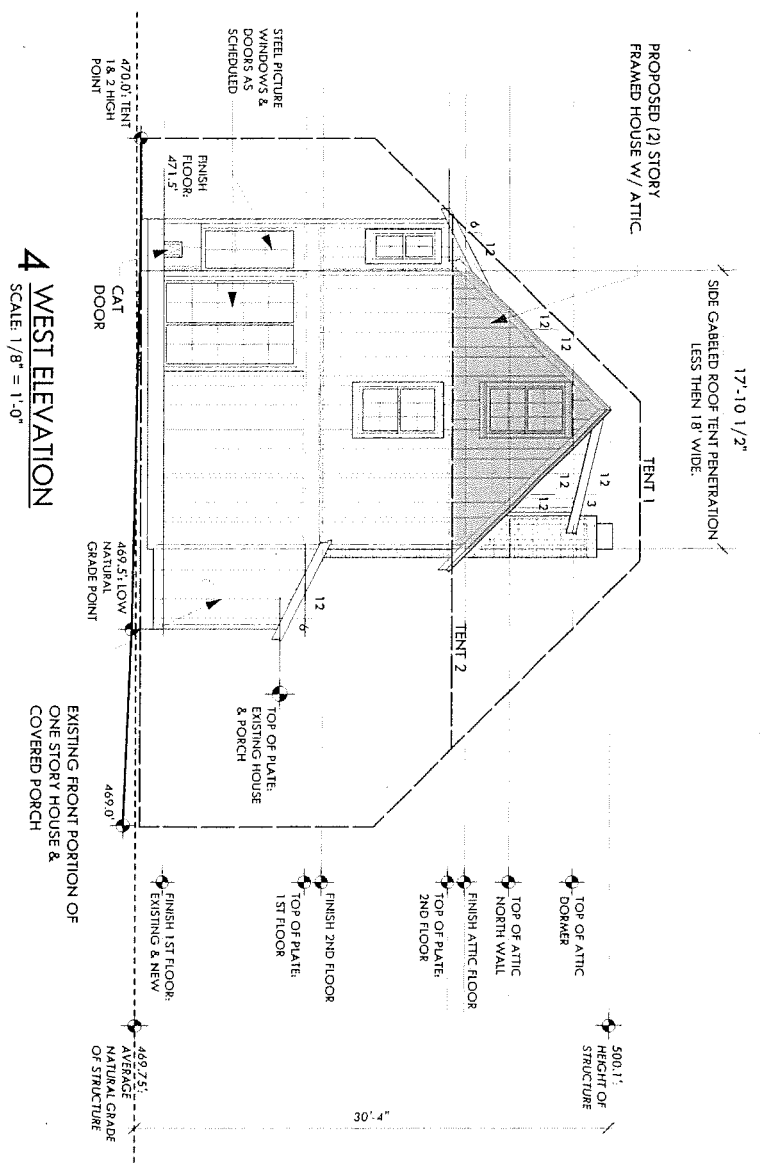 PROPOSED (2) STORY
FRAMED HOUSE W/ ATTIC.
17'-10 1/2"
SIDE GABELED ROOF TENT PENETRATION
LESS THEN 18' WIDE.
TENT 1
12
3
12
12
12
12
6
12
STEEL PICTURE
WINDOWS &
DOORS AS
SCHEDULED
TENT 2
12
6
TOP OF PLATE:
EXISTING HOUSE
& PORCH
FINISH
FLOOR:
471.5'
470.0': TENT
1& 2 HIGH
POINT
CAT
DOOR
469.5': LOW
NATURAL
GRADE POINT
469.0'
EXISTING FRONT PORTION OF
ONE STORY HOUSE &
COVERED PORCH
500.1':
HEIGHT OF
STRUCTURE
TOP OF ATTIC
DORMER
TOP OF ATTIC
NORTH WALL
FINISH ATTIC FLOOR
TOP OF PLATE:
2ND FLOOR
FINISH 2ND FLOOR
TOP OF PLATE:
1ST FLOOR
FINISH 1ST FLOOR:
EXISTING & NEW
30'-4"
469.75':
AVERAGE
NATURAL GRADE
OF STRUCTURE
4 WEST ELEVATION
SCALE: 1/8" = 1'-0"